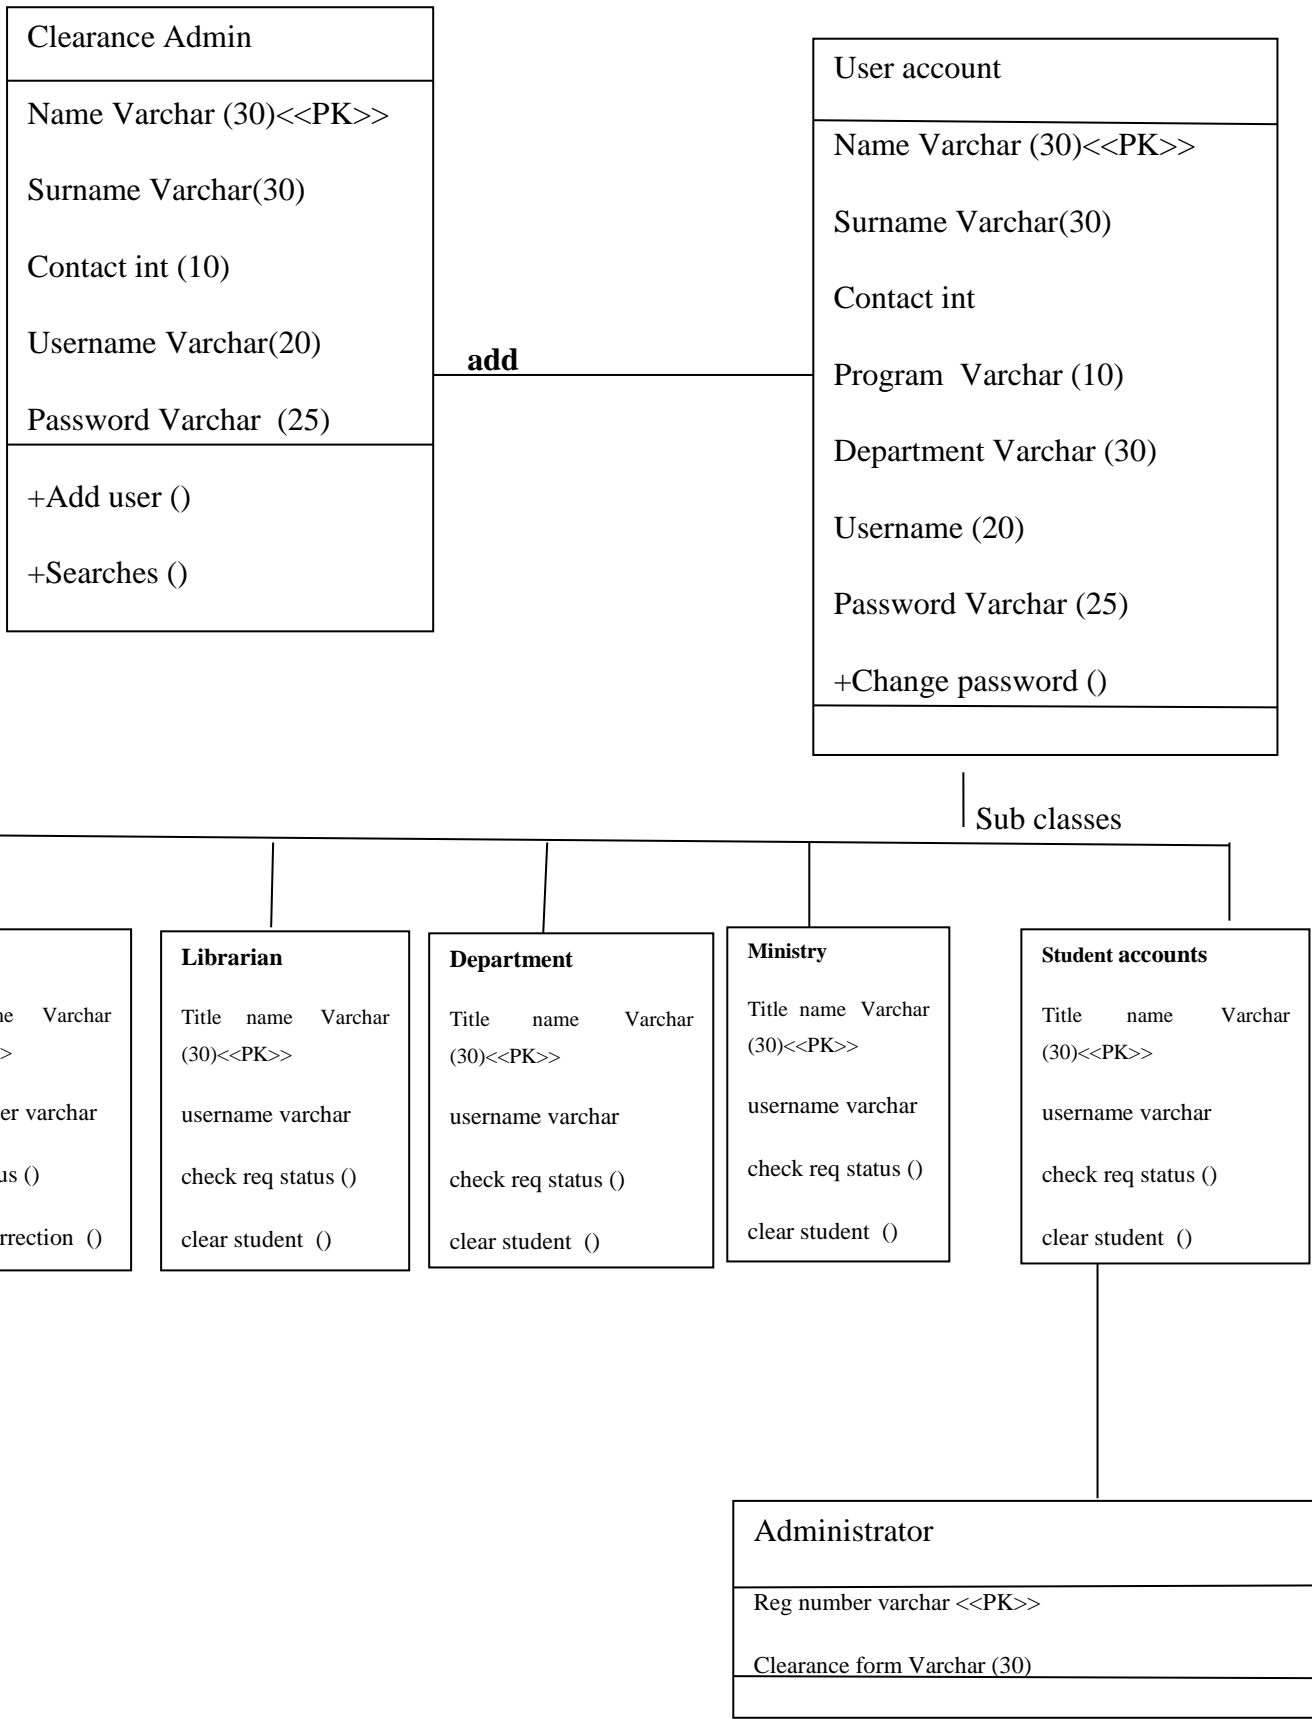 Clearance Admin
Name Varchar (30)<<PK>>
Surname Varchar(30)
Contact int (10)
Username Varchar(20)
Password Varchar (25)
+Add user ()
+Searches ()
add
User account
Name Varchar (30)<<PK>>
Surname Varchar(30)
Contact int
Program Varchar (10)
Department Varchar (30)
Username (20)
Password Varchar (25)
+Change password ()
Sub classes
Varchar
>
varchar
()
()
Librarian
Title name Varchar
(30)<<PK>>
username varchar
check req status ()
clear student ()
Department
Title name Varchar
(30)<<PK>>
username varchar
check req status ()
clear student ()
Ministry
Title name Varchar
(30)<<PK>>
username varchar
check req status ()
clear student ()
Student accounts
Title name Varchar
(30)<<PK>>
username varchar
check req status ()
clear student ()
Administrator
Reg number varchar <<PK>>
Clearance form Varchar (30)